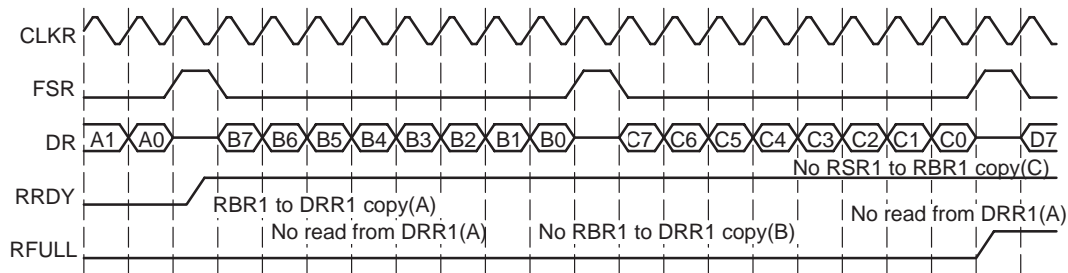 CLKR
FSR
DR A1 A0 B7 B6 B5 B4 B3 B2 B1 B0 C7 C6 C5 C4 C3 C2 C1 C0 D7
No RSR1 to RBR1 copy(C)
RRDY
RBR1 to DRR1 copy(A)
No read from DRR1(A)
No read from DRR1(A) No RBR1 to DRR1 copy(B)
RFULL